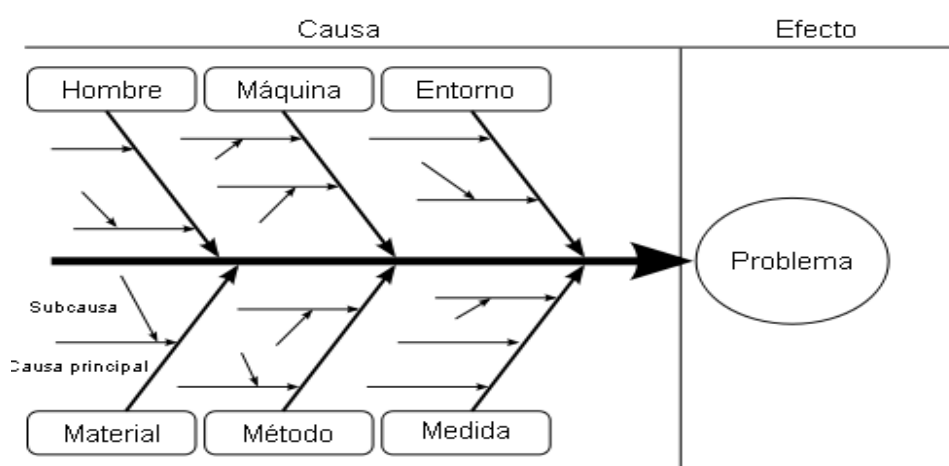 Causa
Efecto
Hombre
Máquina
Entorno
Problema
Subcausa
Causa principal
Material
Método
Medida